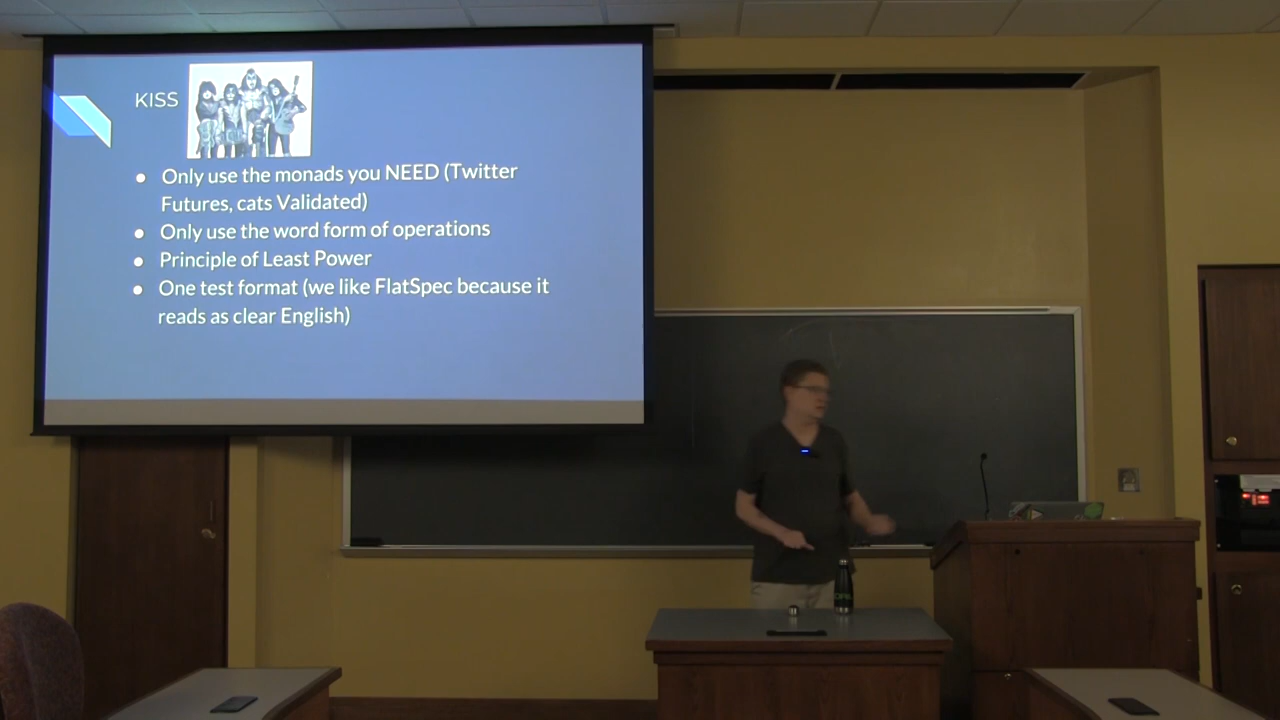 KISS
● Only use the monads you NEED (Twitter
Futures, cats Validated)
● Only use the word form of operations
● Principle of Least Power
● One test format (we like FlatSpec because it
reads as clear English)